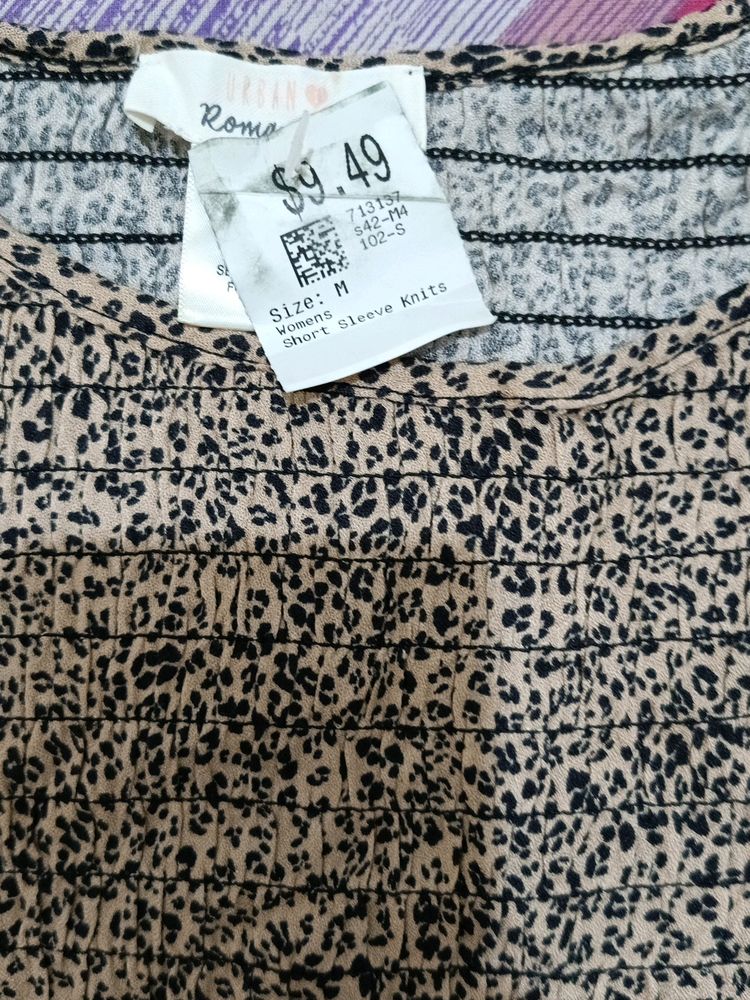 URBAN
Roma
$9.49
713137
s42-M4
102-S
Size: M
Womens
Short Sleeve Knits